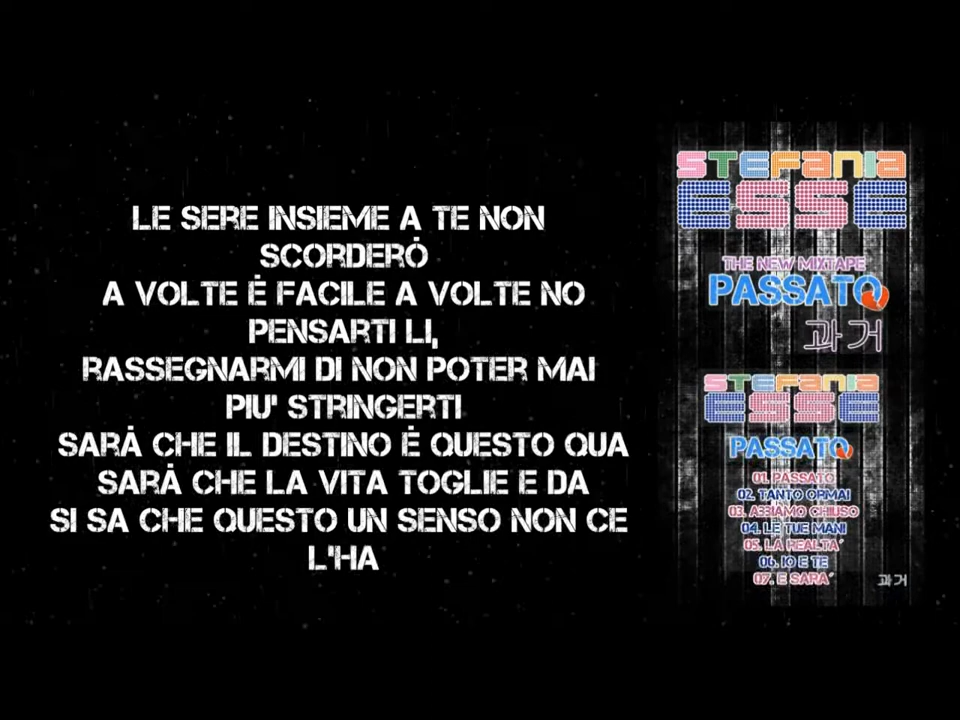 LE SERE INSIEME A TE NON
SCORDERÒ
A VOLTE È FACILE A VOLTE NO
PENSARTI LI,
RASSEGNARMI DI NON POTER MAI
PIU' STRINGERTI
SARÀ CHE IL DESTINO È QUESTO QUA
SARÀ CHE LA VITA TOGLIE E DA
SI SA CHE QUESTO UN SENSO NON CE
L'HA
STEFANIA
ESSE
THE NEW MIXTAPE
PASSATO
과거
STEFANIA
ESSE
PASSATO
01. PASSATO
02. TANTO ORMAI
03. ABBIAMO CHIUSO
04. LE TUE MANI
05. LA REALTA´
06. IO E TE
07. E SARA´
과거